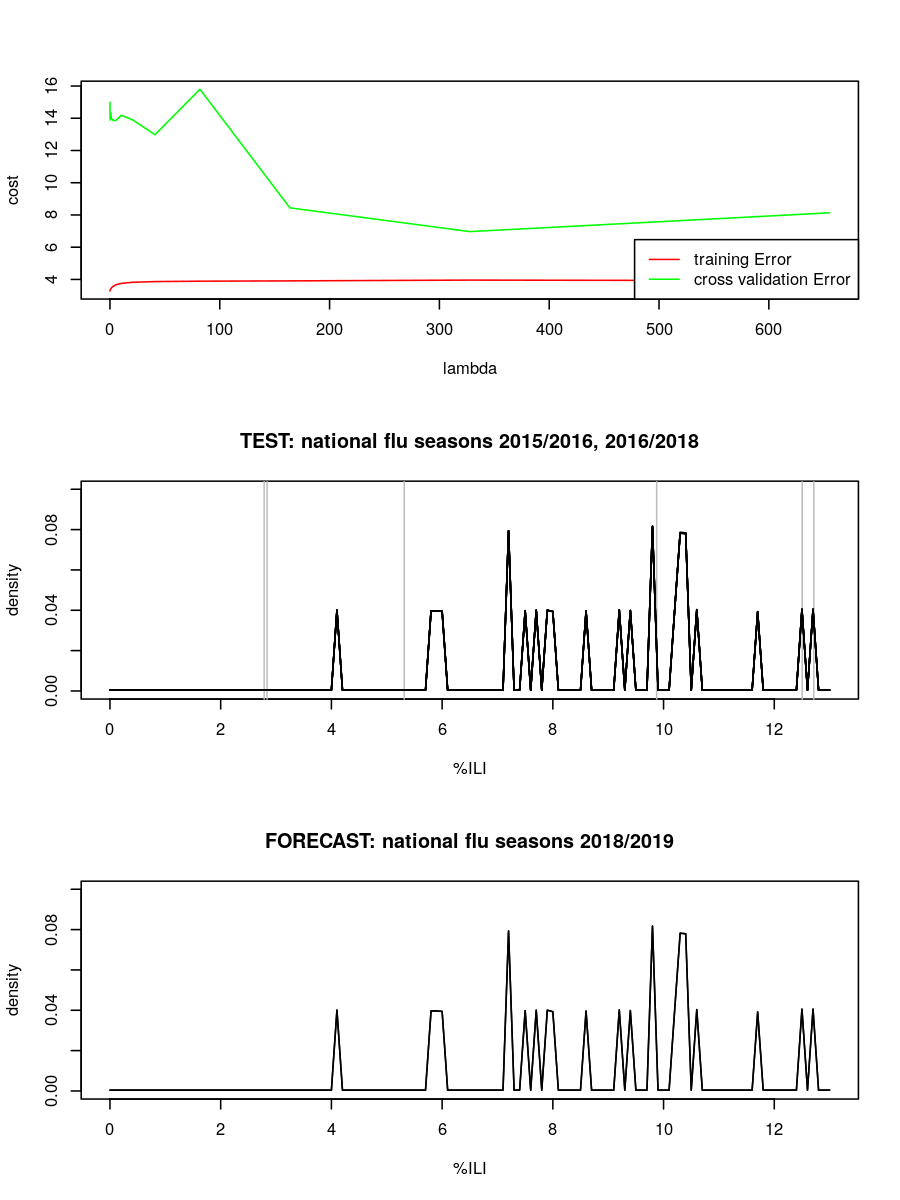 cost
16
14
12
10
8
6
4
training Error
cross validation Error
0 100 200 300 400 500 600
lambda
TEST: national flu seasons 2015/2016, 2016/2018
density
0.08
0.04
0.00
0 2 4 6 8 10 12
%ILI
FORECAST: national flu seasons 2018/2019
density
0.08
0.04
0.00
0 2 4 6 8 10 12
%ILI